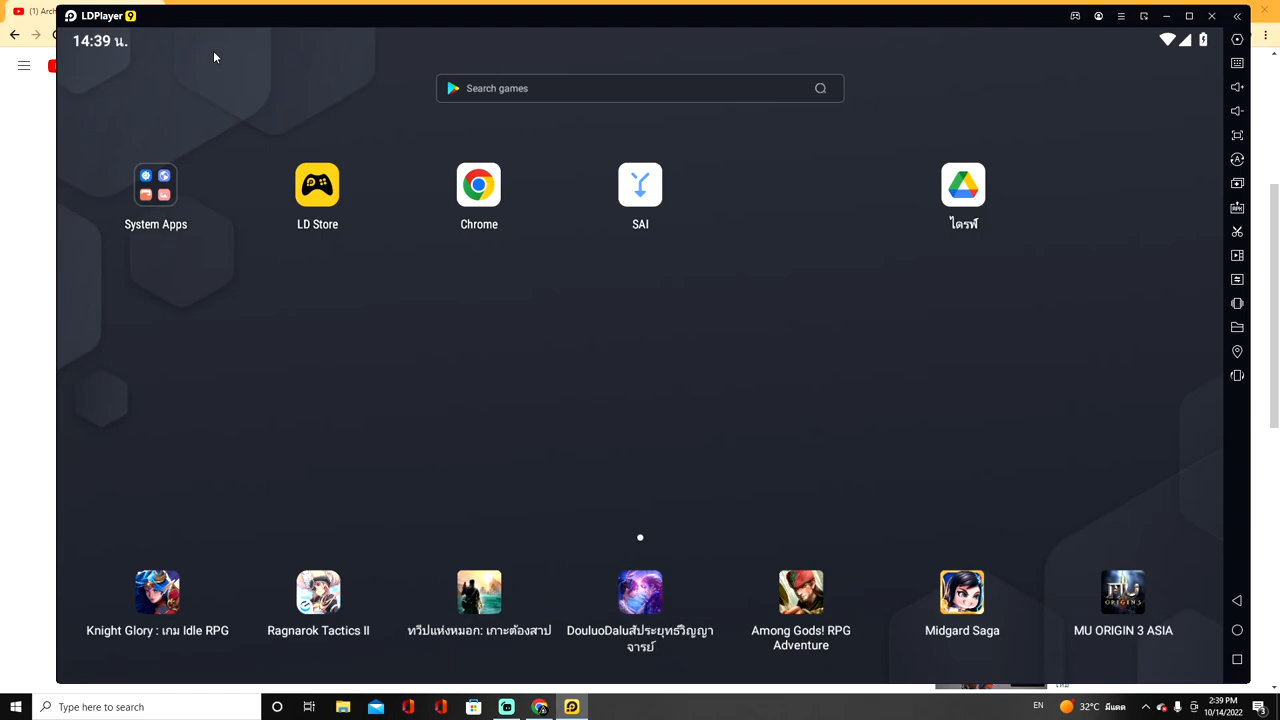 (1) Arch
LDPlayer 9
14:39 น.
Search games
System Apps
LD Store
Chrome
SAI
ไดรฟ์
Knight Glory : เกม Idle RPG
Ragnarok Tactics II
ทวีปแห่งหมอก: เกาะต้องสาป
DouluoDaluสัประยุทธ์วิญญา
จารย์
Among Gods! RPG
Adventure
Midgard Saga
MU ORIGIN 3 ASIA
Type here to search
EN
32°C มีแดด
2:39 PM
10/14/2022
3